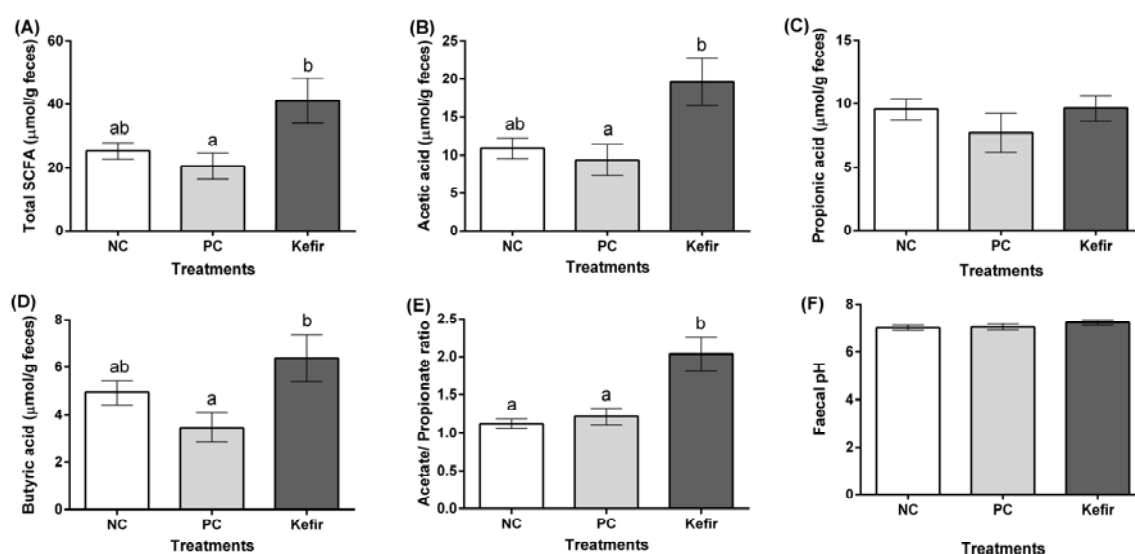 (A)
Total SCFA (μmol/g feces)
60
40
20
0
ab
a
b
NC
PC
Kefir
Treatments
(B)
Acetic acid (μmol/g feces)
25
20
15
10
5
0
ab
a
b
NC
PC
Kefir
Treatments
(C)
Propionic acid (μmol/g feces)
15
10
5
0
NC
PC
Kefir
Treatments
(D)
Butyric acid (μmol/g feces)
8
6
4
2
0
ab
a
b
NC
PC
Kefir
Treatments
(E)
Acetate/ Propionate ratio
2.5
2.0
1.5
1.0
0.5
0.0
a
a
b
NC
PC
Kefir
Treatments
(F)
Faecal pH
8
6
4
2
0
NC
PC
Kefir
Treatments